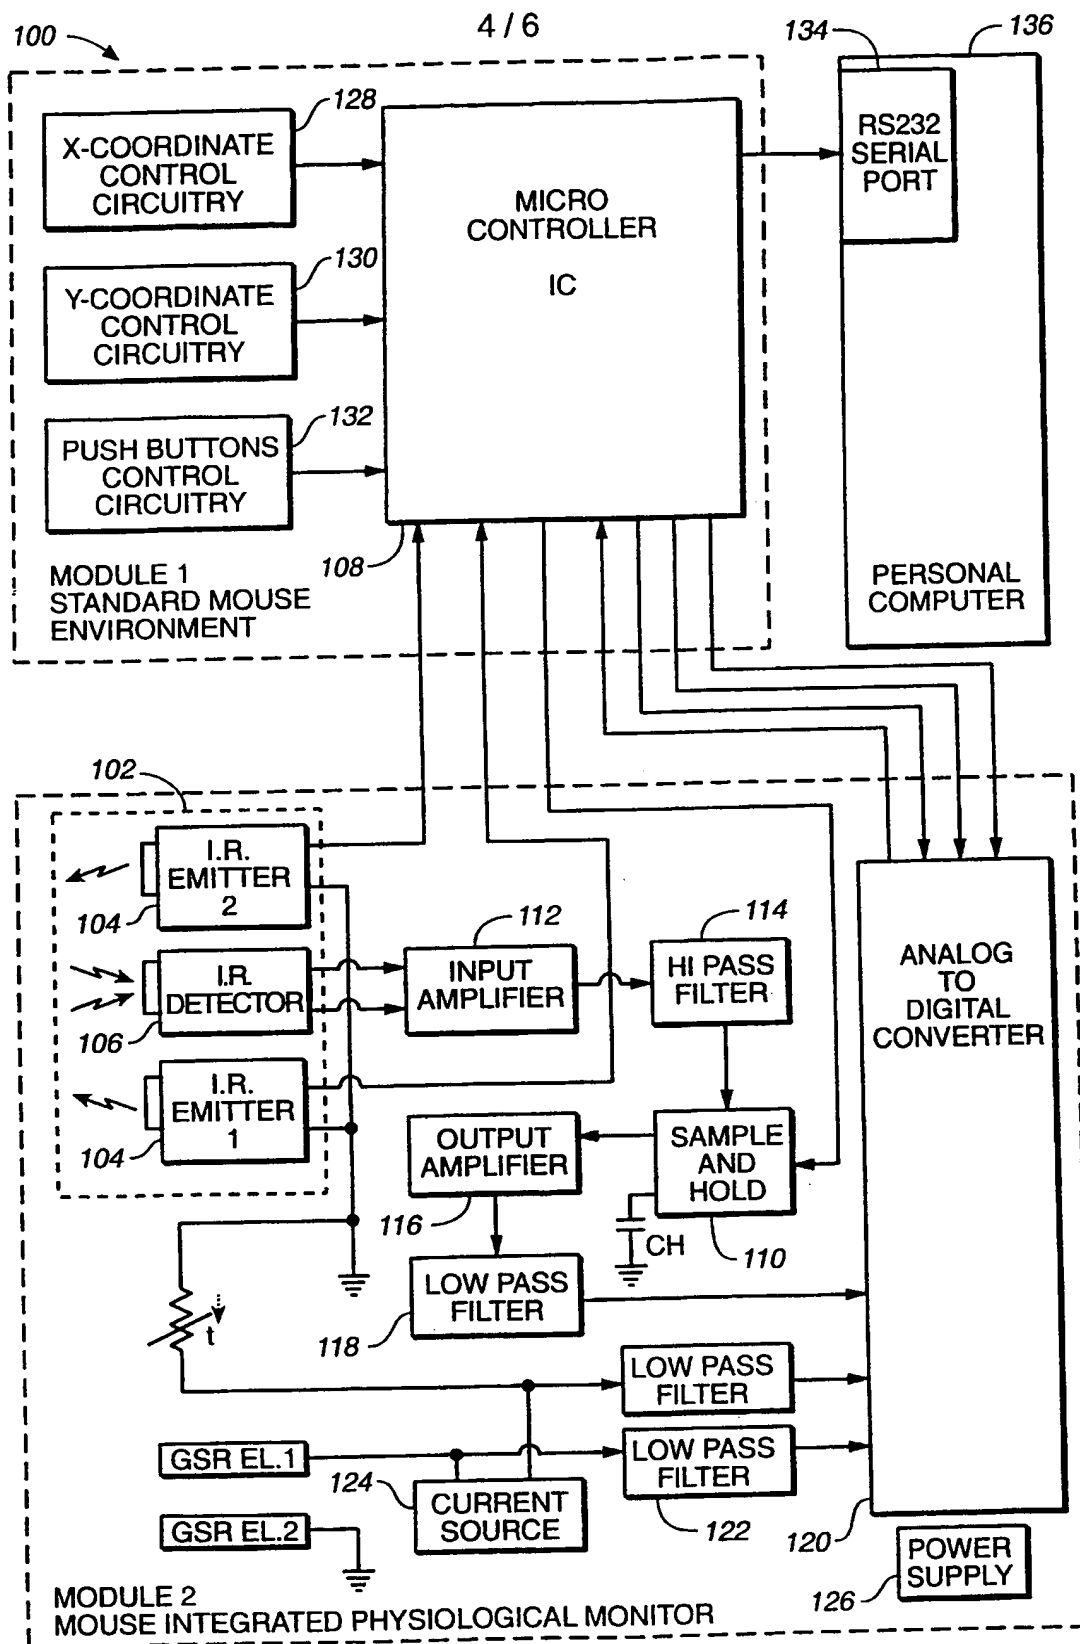 4 / 6
100
134
136
128
X-COORDINATE
CONTROL
CIRCUITRY
MICRO
CONTROLLER
IC
RS232
SERIAL
PORT
130
Y-COORDINATE
CONTROL
CIRCUITRY
132
PUSH BUTTONS
CONTROL
CIRCUITRY
108
MODULE 1
STANDARD MOUSE
ENVIRONMENT
PERSONAL
COMPUTER
102
I.R.
EMITTER
2
104
112
114
I.R.
DETECTOR
106
INPUT
AMPLIFIER
HI PASS
FILTER
ANALOG
TO
DIGITAL
CONVERTER
I.R.
EMITTER
1
104
OUTPUT
AMPLIFIER
116
SAMPLE
AND
HOLD
CH
110
LOW PASS
FILTER
118
t
LOW PASS
FILTER
GSR EL.1
LOW PASS
FILTER
124
CURRENT
SOURCE
122
120
GSR EL.2
POWER
SUPPLY
126
MODULE 2
MOUSE INTEGRATED PHYSIOLOGICAL MONITOR